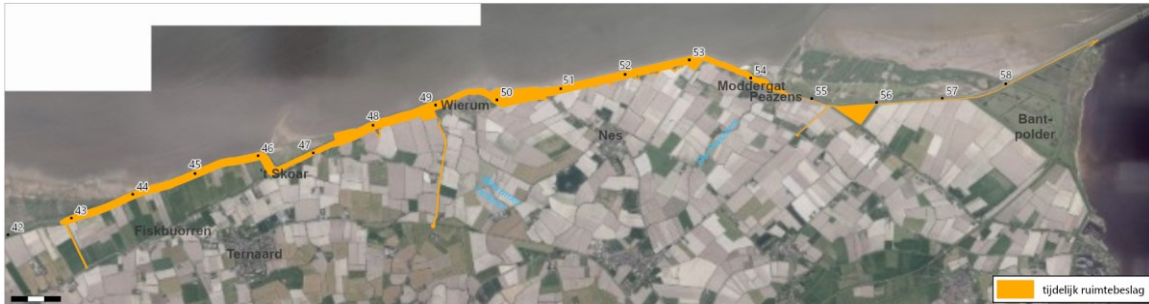 53
52
54
51
Moddergat
58
50
55
57
Peazens
49
56
Wierum
48
Bant-
polder
Nes
47
46
't Skoar
45
44
43
42
Fiskbuorren
Ternaard
tijdelijk ruimtebeslag